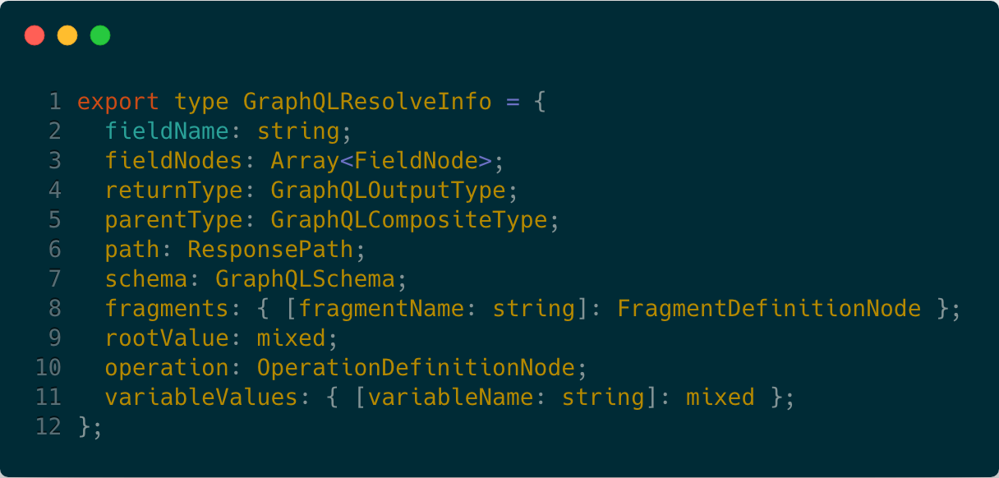 1 export type GraphQLResolveInfo = {
2   fieldName: string;
3   fieldNodes: Array<FieldNode>;
4   returnType: GraphQLOutputType;
5   parentType: GraphQLCompositeType;
6   path: ResponsePath;
7   schema: GraphQLSchema;
8   fragments: { [fragmentName: string]: FragmentDefinitionNode };
9   rootValue: mixed;
10   operation: OperationDefinitionNode;
11   variableValues: { [variableName: string]: mixed };
12 };